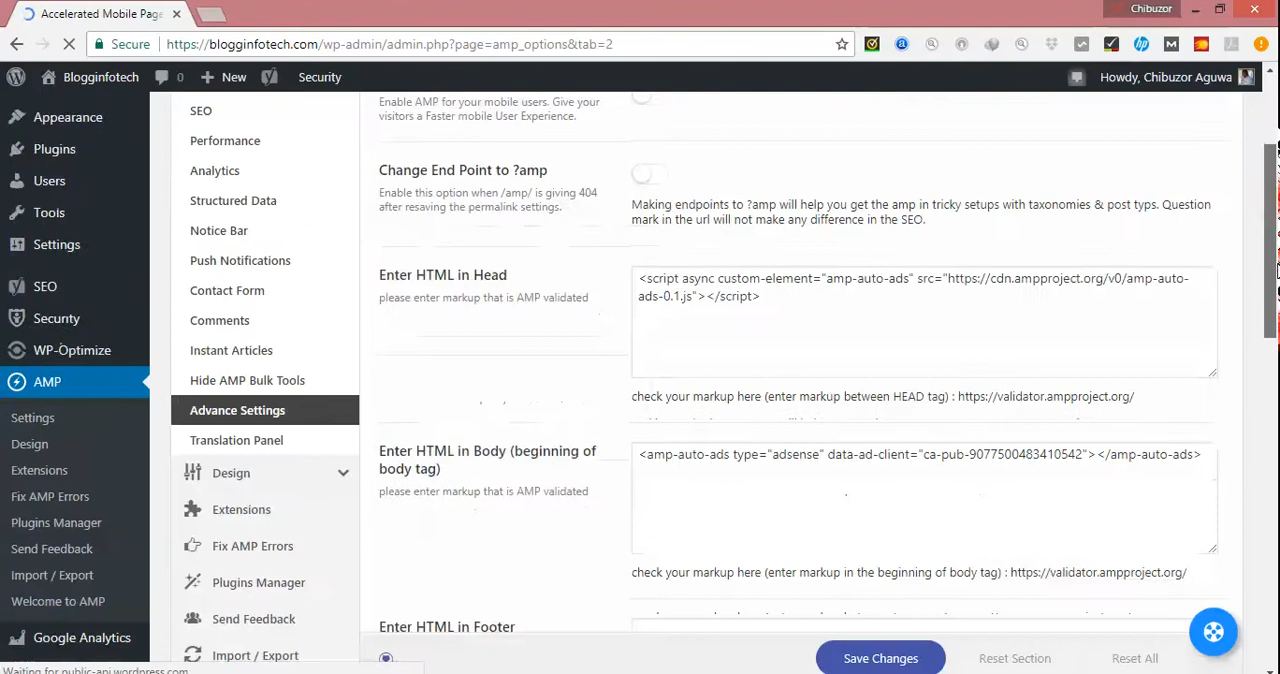 Accelerated Mobile Page
Chibuzor
Secure
https://blogginfotech.com/wp-admin/admin.php?page=amp_options&tab=2
Blogginfotech
0
New
Security
Howdy, Chibuzor Aguwa
Appearance
Plugins
Users
Tools
Settings
SEO
Security
WP-Optimize
AMP
Settings
Design
Extensions
Fix AMP Errors
Plugins Manager
Send Feedback
Import / Export
Welcome to AMP
Google Analytics
SEO
Performance
Analytics
Structured Data
Notice Bar
Push Notifications
Contact Form
Comments
Instant Articles
Hide AMP Bulk Tools
Advance Settings
Translation Panel
Design
Extensions
Fix AMP Errors
Plugins Manager
Send Feedback
Import / Export
Enable AMP for your mobile users. Give your
visitors a Faster mobile User Experience.
Change End Point to ?amp
Enable this option when /amp/ is giving 404
after resaving the permalink settings.
Making endpoints to ?amp will help you get the amp in tricky setups with taxonomies & post typs. Question
mark in the url will not make any difference in the SEO.
Enter HTML in Head
please enter markup that is AMP validated
<script async custom-element="amp-auto-ads" src="https://cdn.ampproject.org/v0/amp-auto-
ads-0.1.js"></script>
check your markup here (enter markup between HEAD tag) : https://validator.ampproject.org/
Enter HTML in Body (beginning of
body tag)
please enter markup that is AMP validated
<amp-auto-ads type="adsense" data-ad-client="ca-pub-9077500483410542"></amp-auto-ads>
check your markup here (enter markup in the beginning of body tag) : https://validator.ampproject.org/
Enter HTML in Footer
Save Changes
Reset Section
Reset All
Waiting for public-api.wordpress.com